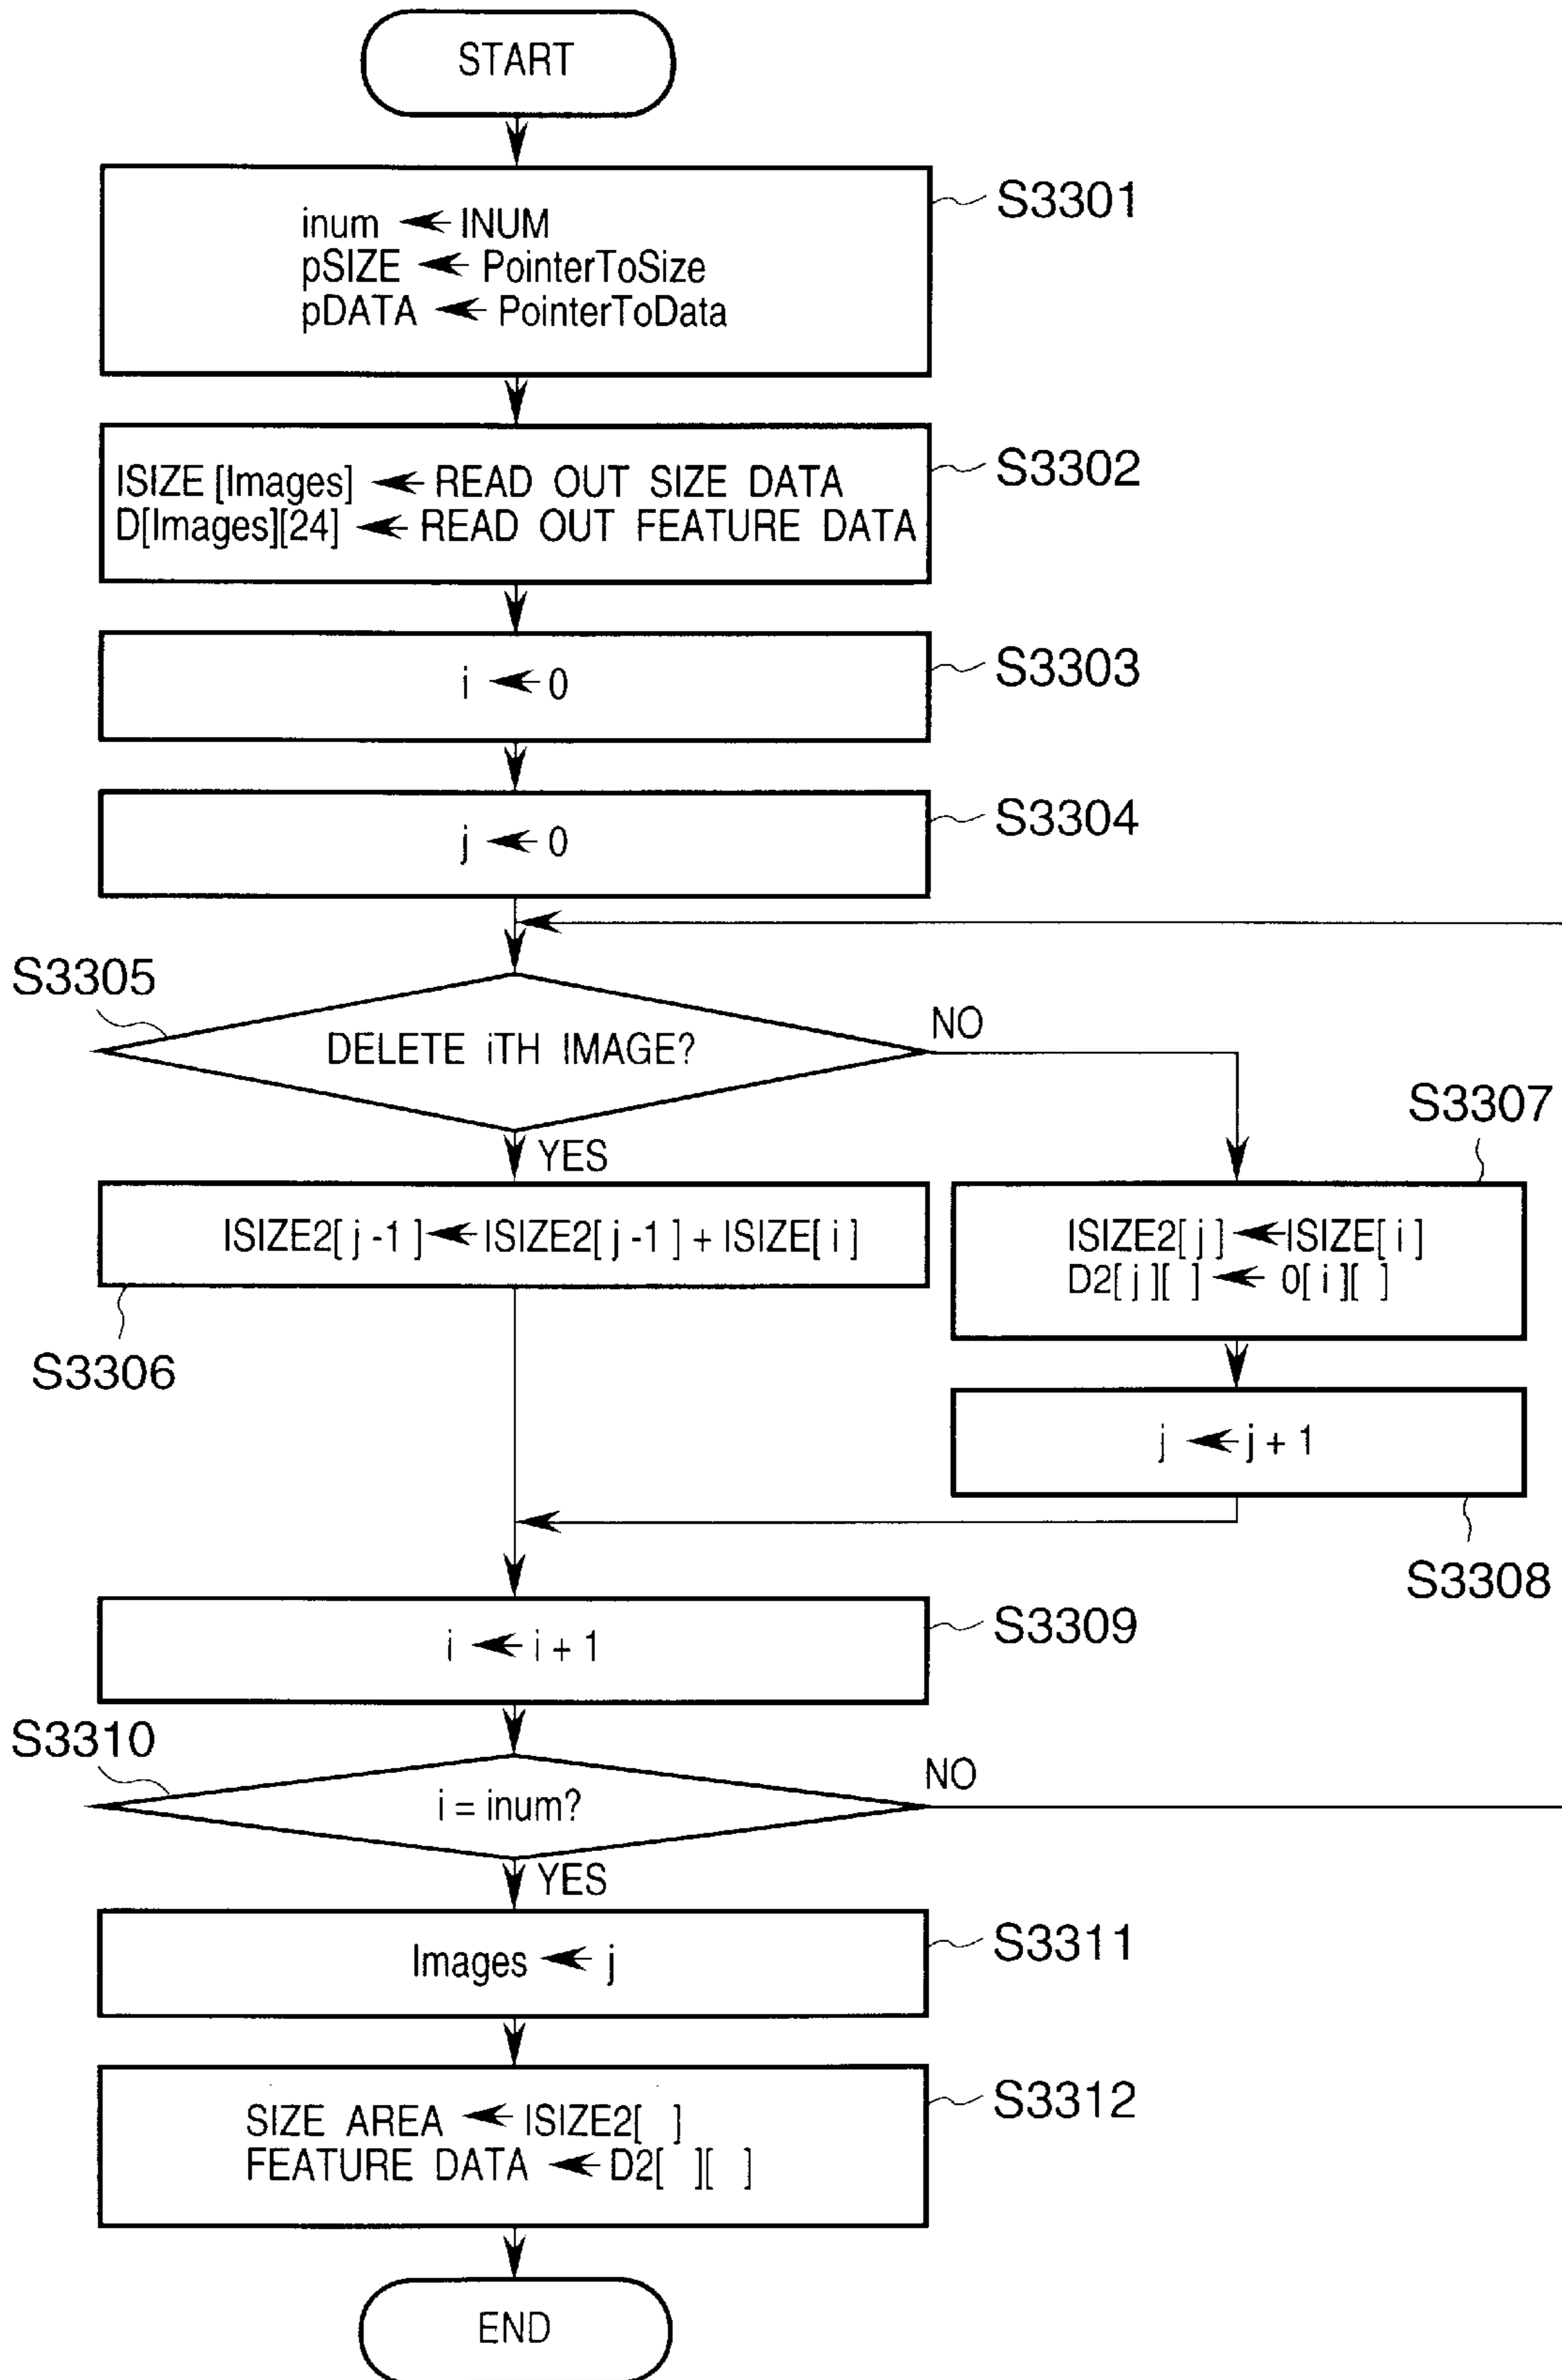 START
S3301
inum ← INUM
pSIZE ← PointerToSize
pDATA ← PointerToData
S3302
ISIZE [Images] ← READ OUT SIZE DATA
D[Images][24] ← READ OUT FEATURE DATA
S3303
i ← 0
S3304
j ← 0
S3305
DELETE iTH IMAGE?
NO
YES
S3307
ISIZE2[ j -1 ] ← ISIZE2[ j -1 ] + ISIZE[ i ]
S3306
ISIZE2[ j ] ← ISIZE[ i ]
D2[ j ][ ] ← 0[ i ][ ]
j ← j + 1
S3308
S3309
i ← i + 1
S3310
i = inum?
NO
YES
S3311
Images ← j
S3312
SIZE AREA ← ISIZE2[ ]
FEATURE DATA ← D2[ ][ ]
END